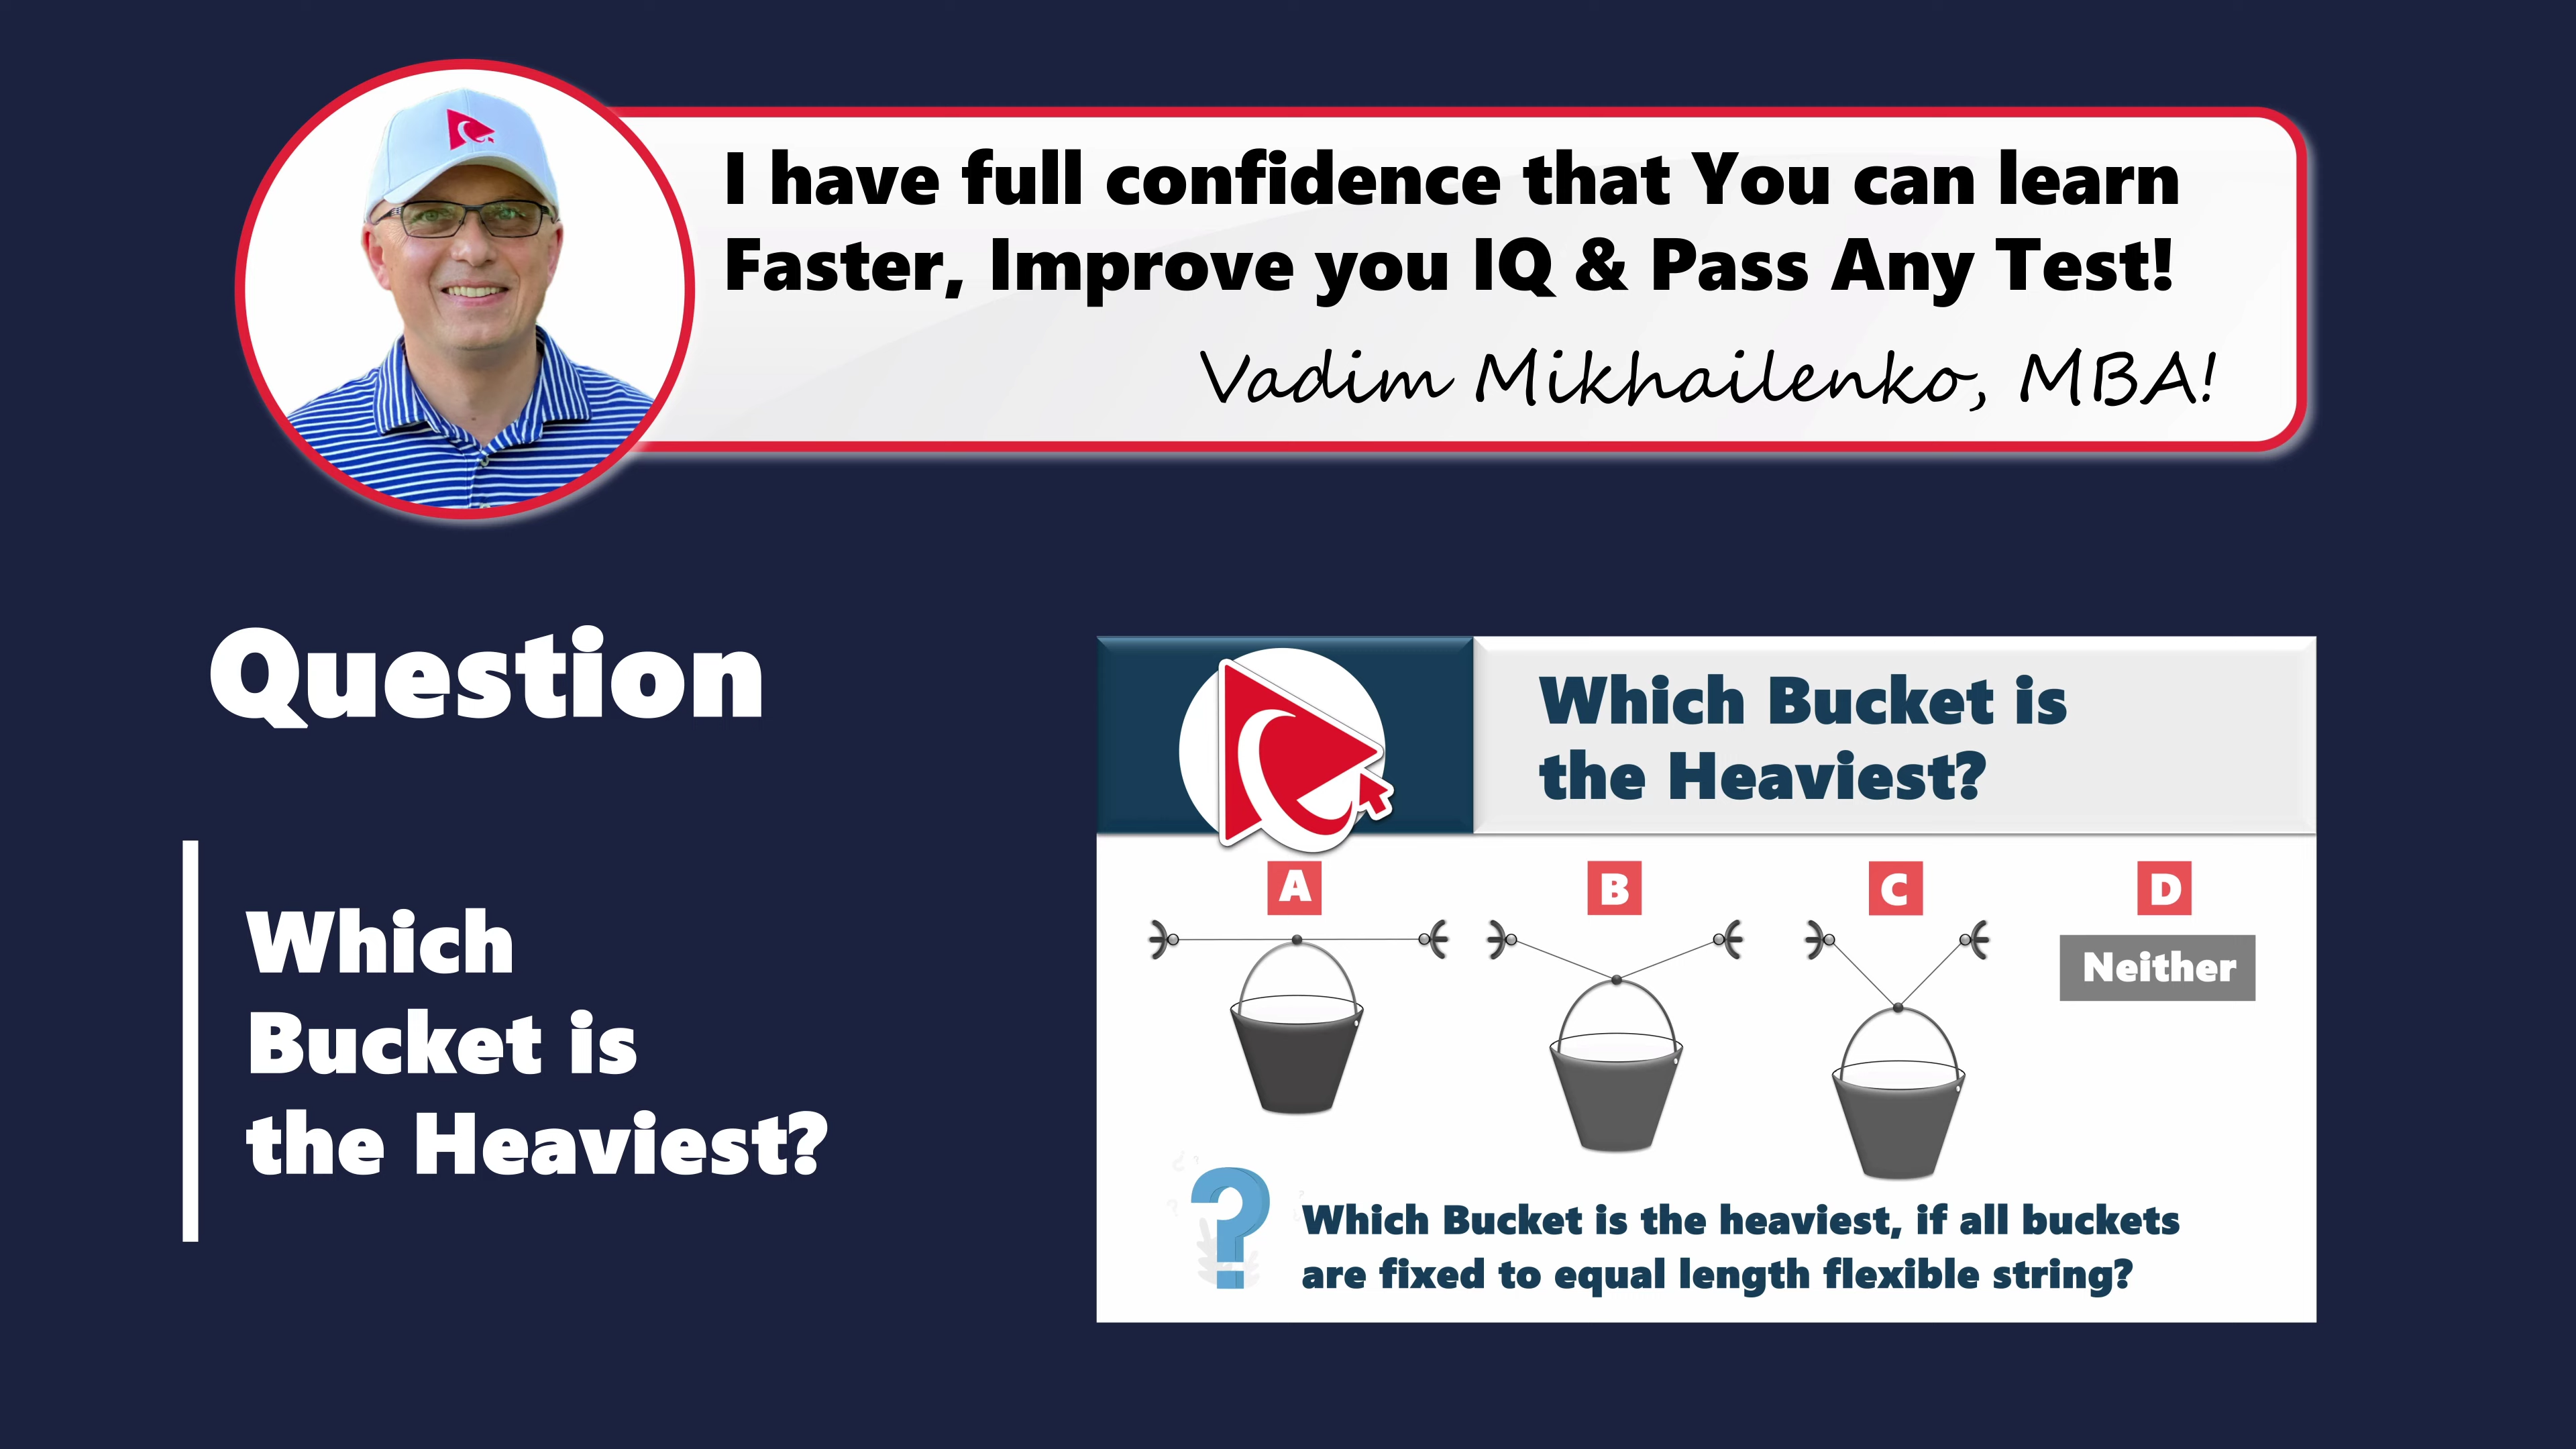 I have full confidence that You can learn
Faster, Improve you IQ & Pass Any Test!
Vadim Mikhailenko, MBA!
Question
Which
Bucket is
the Heaviest?
Which Bucket is
the Heaviest?
A
B
C
D
Neither
Which Bucket is the heaviest, if all buckets
are fixed to equal length flexible string?